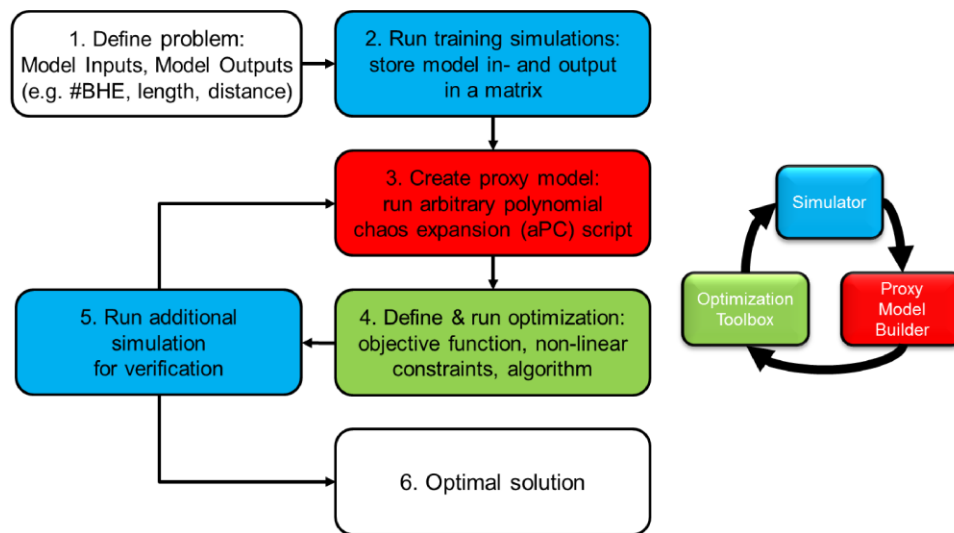 1. Define problem:
Model Inputs, Model Outputs
(e.g. #BHE, length, distance)
2. Run training simulations:
store model in- and output
in a matrix
3. Create proxy model:
run arbitrary polynomial
chaos expansion (aPC) script
4. Define & run optimization:
objective function, non-linear
constraints, algorithm
5. Run additional
simulation
for verification
6. Optimal solution
Simulator
Optimization
Toolbox
Proxy
Model
Builder